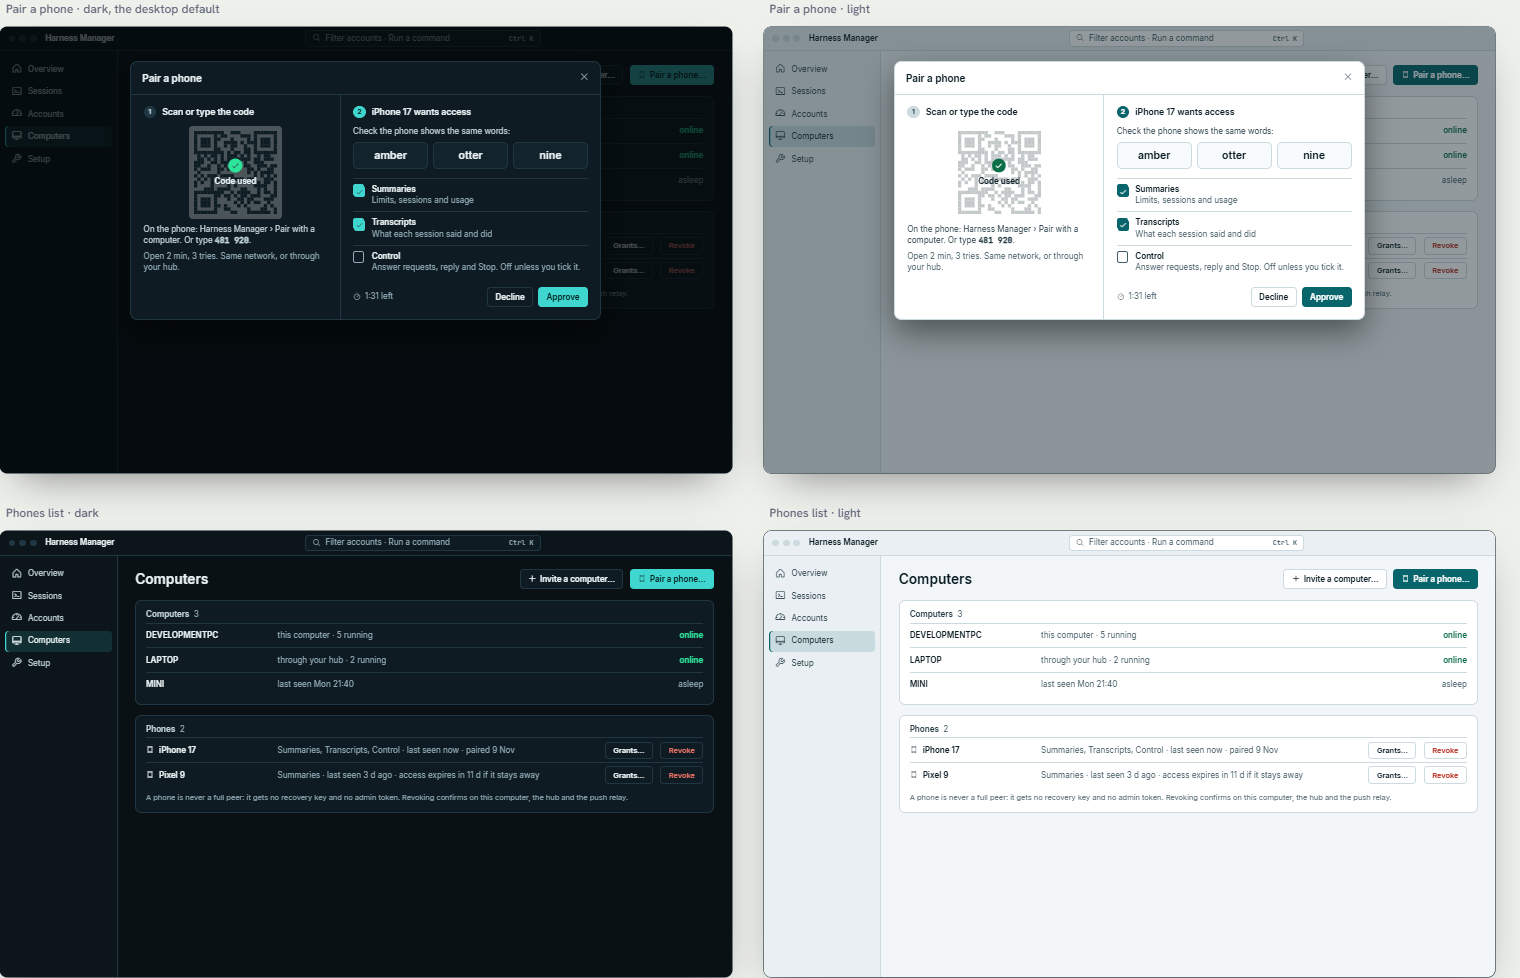 Pair a phone · dark, the desktop default
Harness Manager
Filter accounts · Run a command
Ctrl K
Overview
Sessions
Accounts
Computers
Setup
Pair a phone...
online
online
asleep
Grants...
Revoke
Grants...
Revoke
Pair a phone
1 Scan or type the code
Code used
On the phone: Harness Manager › Pair with a
computer. Or type 481 920.
Open 2 min, 3 tries. Same network, or through
your hub.
2 iPhone 17 wants access
Check the phone shows the same words:
amber
otter
nine
Summaries
Limits, sessions and usage
Transcripts
What each session said and did
Control
Answer requests, reply and Stop. Off unless you tick it.
1:31 left
Decline
Approve
Pair a phone · light
Harness Manager
Filter accounts · Run a command
Ctrl K
Overview
Sessions
Accounts
Computers
Setup
Pair a phone...
online
online
asleep
Grants...
Revoke
Grants...
Revoke
push relay.
Pair a phone
1 Scan or type the code
Code used
On the phone: Harness Manager › Pair with a
computer. Or type 481 920.
Open 2 min, 3 tries. Same network, or through
your hub.
2 iPhone 17 wants access
Check the phone shows the same words:
amber
otter
nine
Summaries
Limits, sessions and usage
Transcripts
What each session said and did
Control
Answer requests, reply and Stop. Off unless you tick it.
1:31 left
Decline
Approve
Phones list · dark
Harness Manager
Filter accounts · Run a command
Ctrl K
Overview
Sessions
Accounts
Computers
Setup
Computers
+ Invite a computer...
Pair a phone...
Computers 3
DEVELOPMENTPC this computer · 5 running online
LAPTOP through your hub · 2 running online
MINI last seen Mon 21:40 asleep
Phones 2
iPhone 17 Summaries, Transcripts, Control · last seen now · paired 9 Nov Grants... Revoke
Pixel 9 Summaries · last seen 3 d ago · access expires in 11 d if it stays away Grants... Revoke
A phone is never a full peer: it gets no recovery key and no admin token. Revoking confirms on this computer, the hub and the push relay.
Phones list · light
Harness Manager
Filter accounts · Run a command
Ctrl K
Overview
Sessions
Accounts
Computers
Setup
Computers
+ Invite a computer...
Pair a phone...
Computers 3
DEVELOPMENTPC this computer · 5 running online
LAPTOP through your hub · 2 running online
MINI last seen Mon 21:40 asleep
Phones 2
iPhone 17 Summaries, Transcripts, Control · last seen now · paired 9 Nov Grants... Revoke
Pixel 9 Summaries · last seen 3 d ago · access expires in 11 d if it stays away Grants... Revoke
A phone is never a full peer: it gets no recovery key and no admin token. Revoking confirms on this computer, the hub and the push relay.